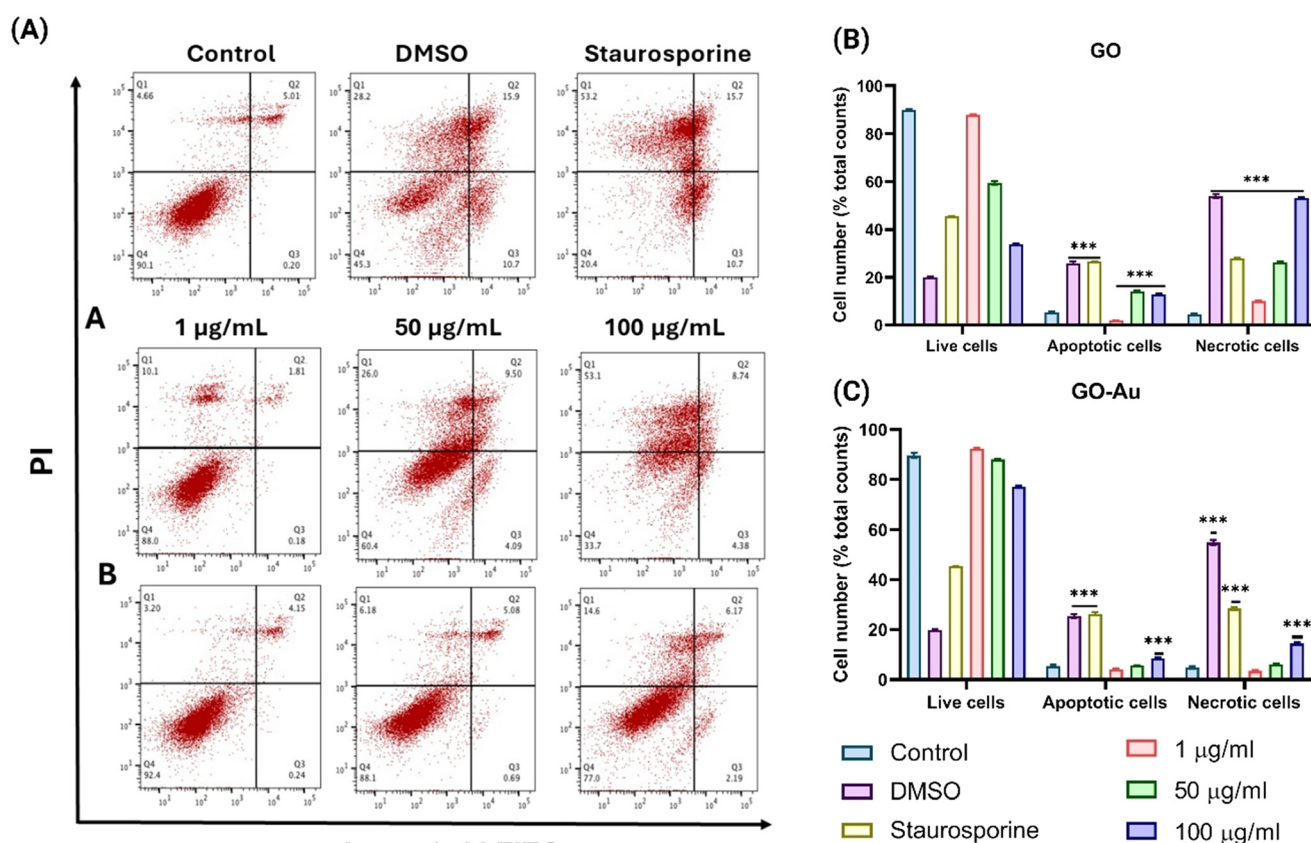 (A)
Control DMSO Staurosporine
Q1 4.66 Q2 5.01 Q3 0.20 Q4 90.1
Q1 28.2 Q2 15.9 Q3 10.7 Q4 45.3
Q1 53.2 Q2 15.7 Q3 10.7 Q4 20.4
A
1 µg/mL 50 µg/mL 100 µg/mL
Q1 10.1 Q2 1.81 Q3 0.18 Q4 88.0
Q1 26.0 Q2 9.50 Q3 4.09 Q4 60.4
Q1 53.1 Q2 8.74 Q3 4.38 Q4 33.7
B
Q1 3.20 Q2 4.15 Q3 0.24 Q4 92.4
Q1 6.18 Q2 5.08 Q3 0.69 Q4 88.1
Q1 14.6 Q2 6.17 Q3 2.19 Q4 77.0
PI
(B)
GO
Cell number (% total counts)
100
80
60
40
20
0
*** *** ***
Live cells Apoptotic cells Necrotic cells
(C)
GO-Au
Cell number (% total counts)
100
80
60
40
20
0
*** *** *** *** ***
Live cells Apoptotic cells Necrotic cells
Control
DMSO
Staurosporine
1 µg/ml
50 µg/ml
100 µg/ml